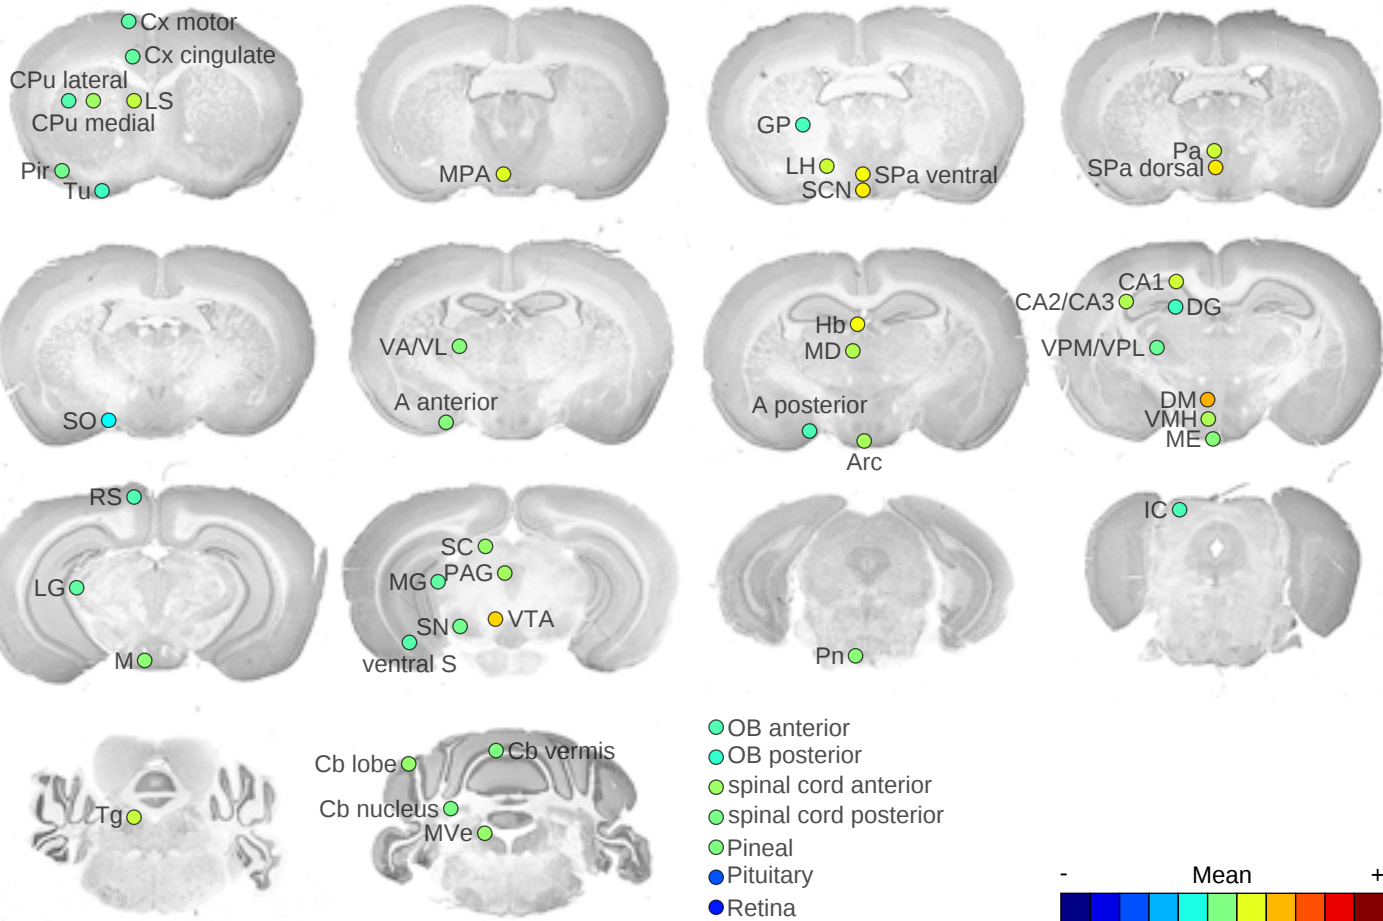 Cx motor
Cx cingulate
CPu lateral
LS
CPu medial
Pir
Tu
MPA
GP
LH
SPa ventral
SCN
Pa
SPa dorsal
SO
VA/VL
A anterior
Hb
MD
A posterior
Arc
CA1
CA2/CA3
DG
VPM/VPL
DM
VMH
ME
RS
LG
M
SC
PAG
MG
VTA
SN
ventral S
Pn
IC
Tg
Cb vermis
Cb lobe
Cb nucleus
MVe
OB anterior
OB posterior
spinal cord anterior
spinal cord posterior
Pineal
Pituitary
Retina
- Mean +